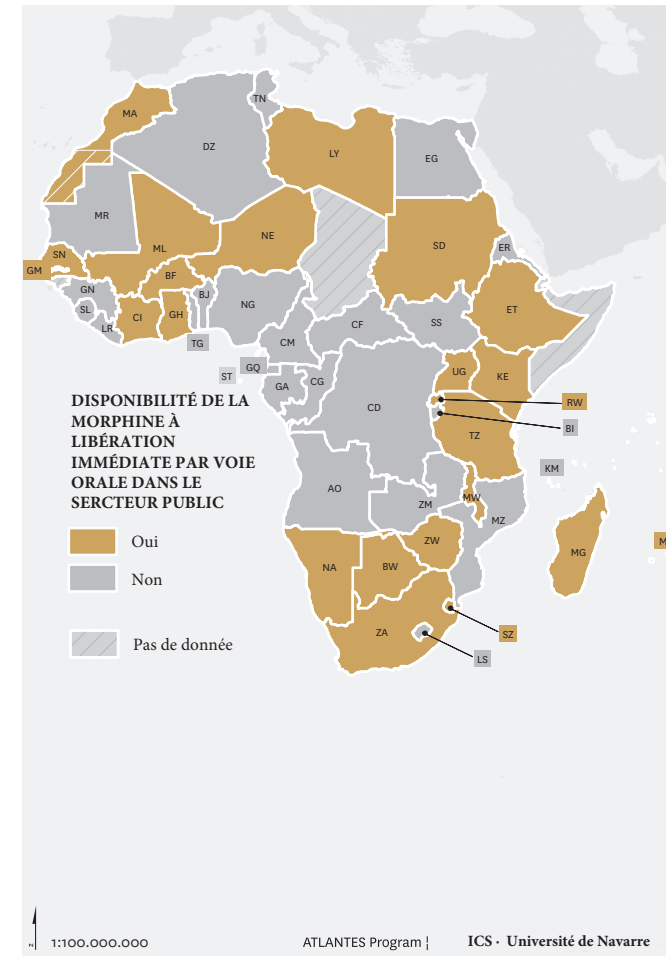 TN
MA
DZ
LY
EG
MR
NE
ML
SD
ER
SN
GM
BF
GN
BJ
NG
SL
CI
GH
ET
LR
CF
SS
TG
CM
GQ
ST
UG
KE
GA
CG
CD
RW
BI
TZ
KM
AO
MW
ZM
MZ
ZW
MG
M
NA
BW
ZA
SZ
LS
DISPONIBILITÉ DE LA
MORPHINE À
LIBÉRATION
IMMÉDIATE PAR VOIE
ORALE DANS LE
SERCTEUR PUBLIC
Oui
Non
Pas de donnée
1:100.000.000
ATLANTES Program ¦ ICS · Université de Navarre